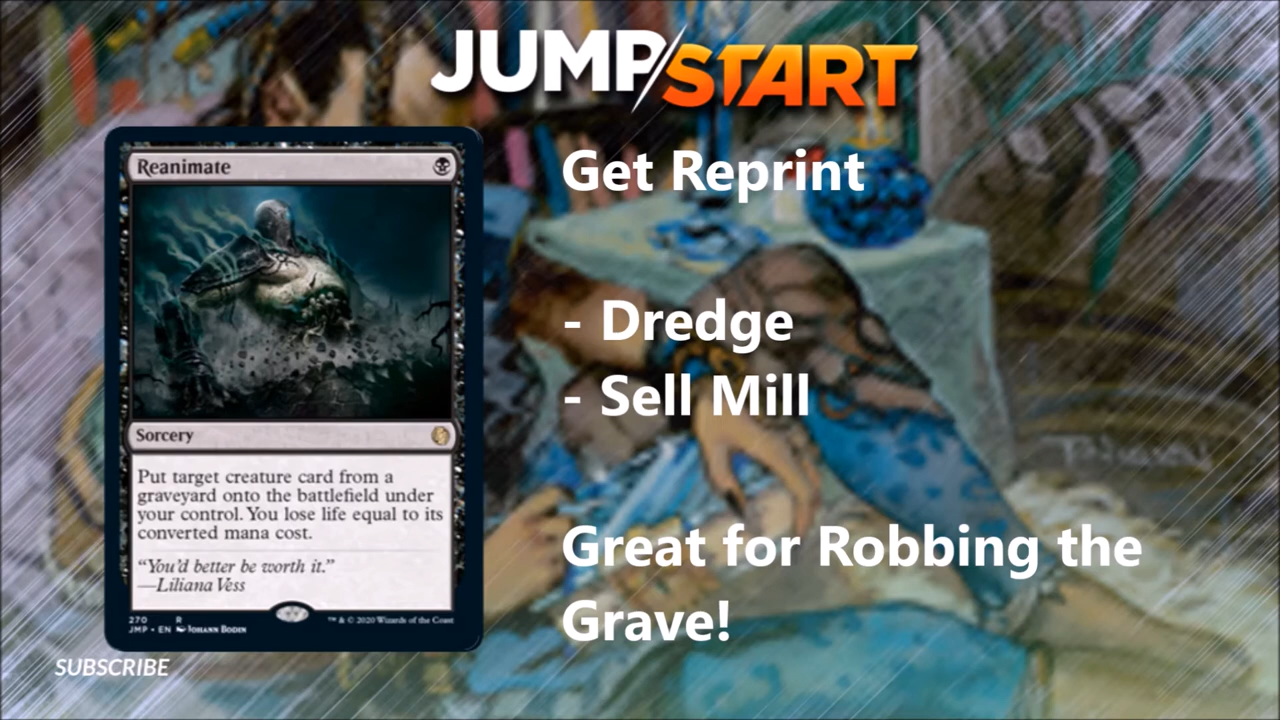 JUMP/START
Reanimate
Sorcery
Put target creature card from a
graveyard onto the battlefield under
your control. You lose life equal to its
converted mana cost.
“You’d better be worth it.”
—Liliana Vess
270 R
JMP • EN Johann Bodin
™ & © 2020 Wizards of the Coast
SUBSCRIBE
Get Reprint
- Dredge
- Sell Mill
Great for Robbing the
Grave!